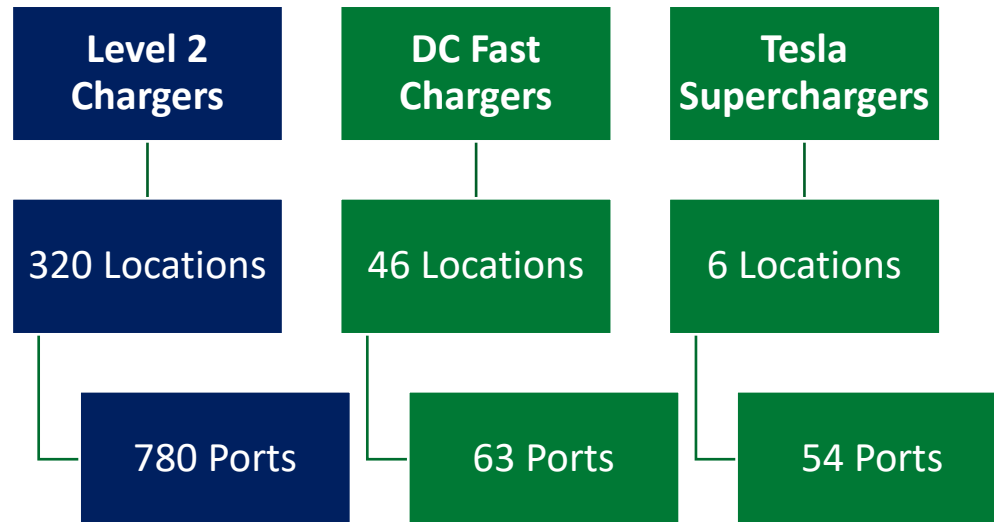 Level 2
Chargers
320 Locations
780 Ports
DC Fast
Chargers
46 Locations
63 Ports
Tesla
Superchargers
6 Locations
54 Ports